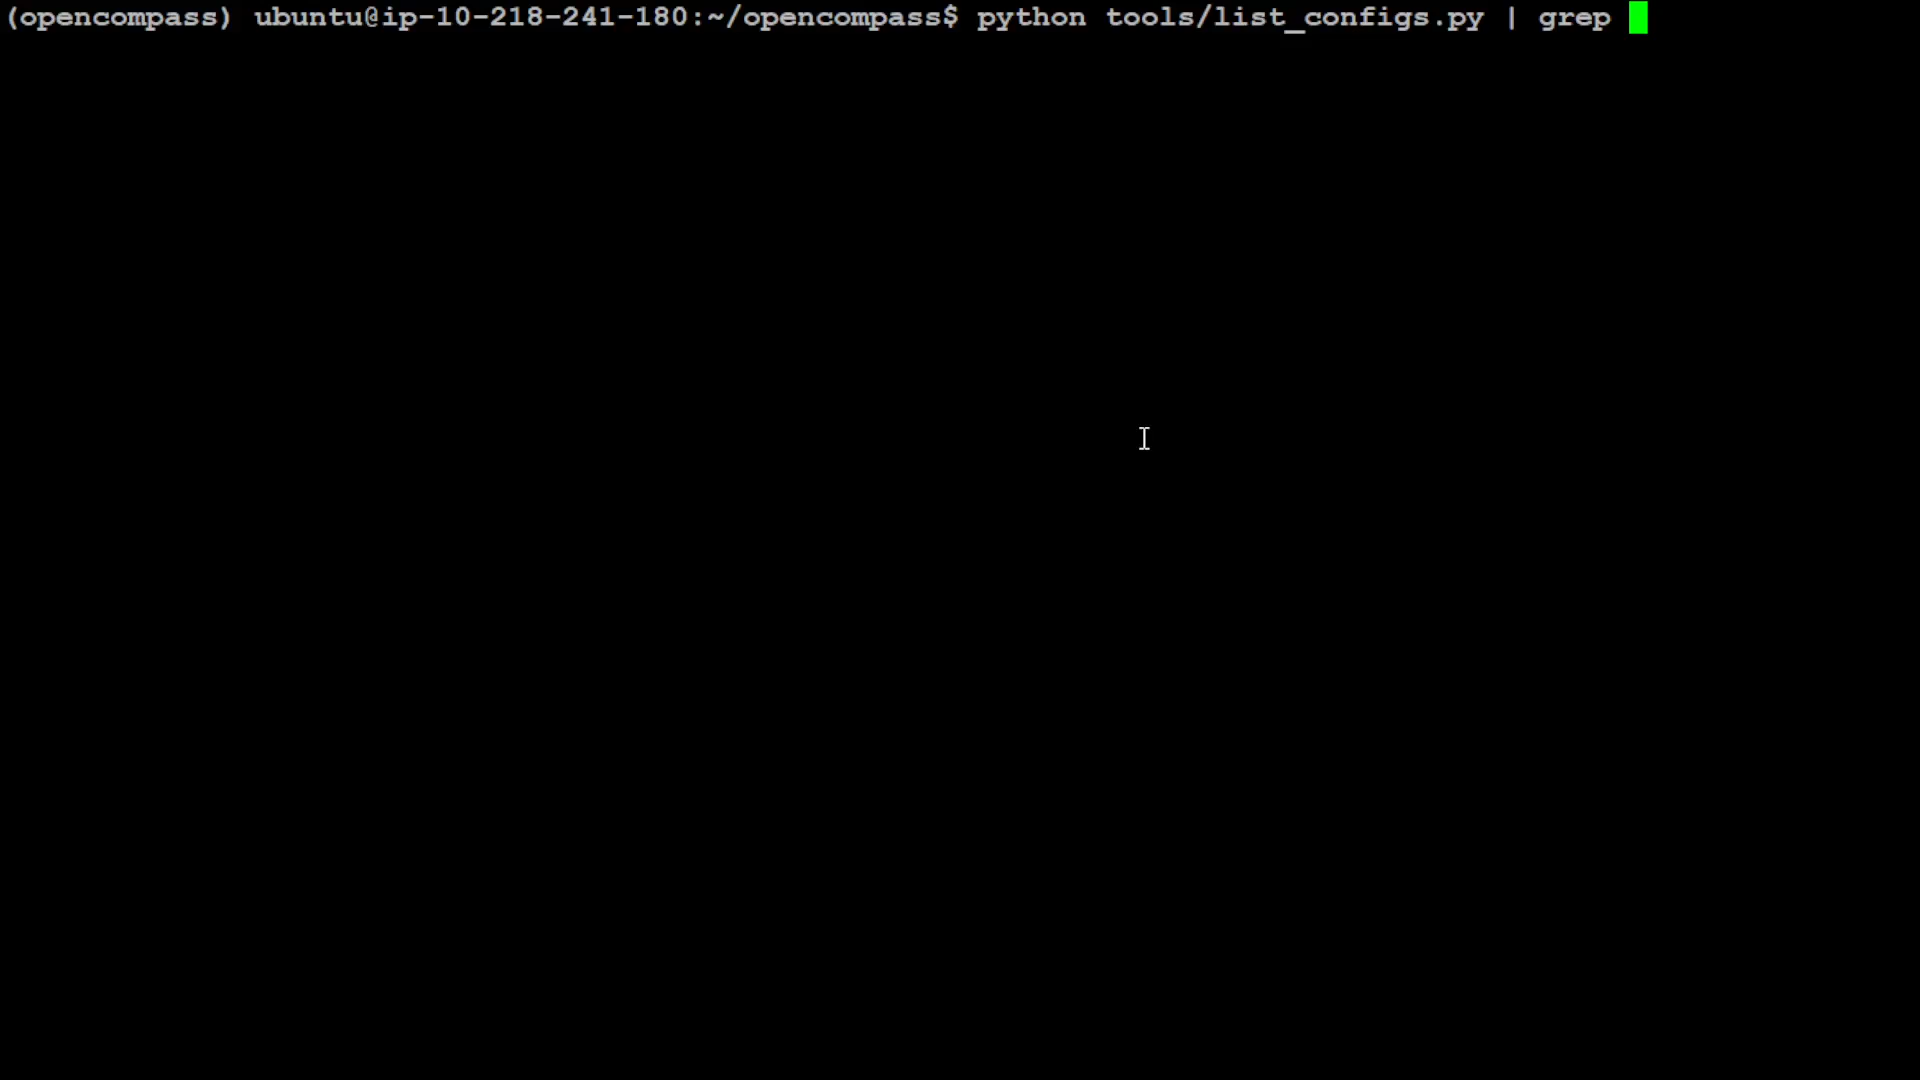 (opencompass) ubuntu@ip-10-218-241-180:~/opencompass$ python tools/list_configs.py | grep